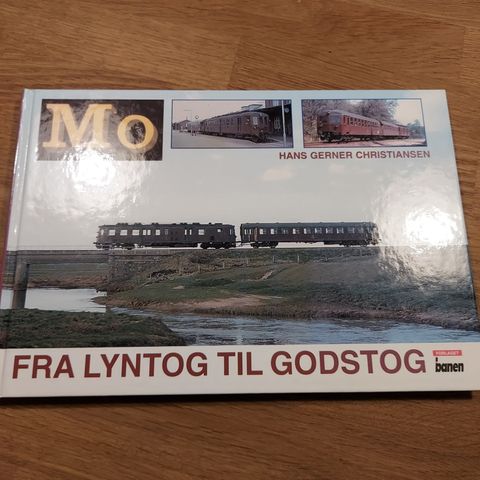 Mo
HANS GERNER CHRISTIANSEN
FRA LYNTOG TIL GODSTOG
FORLAGET
banen